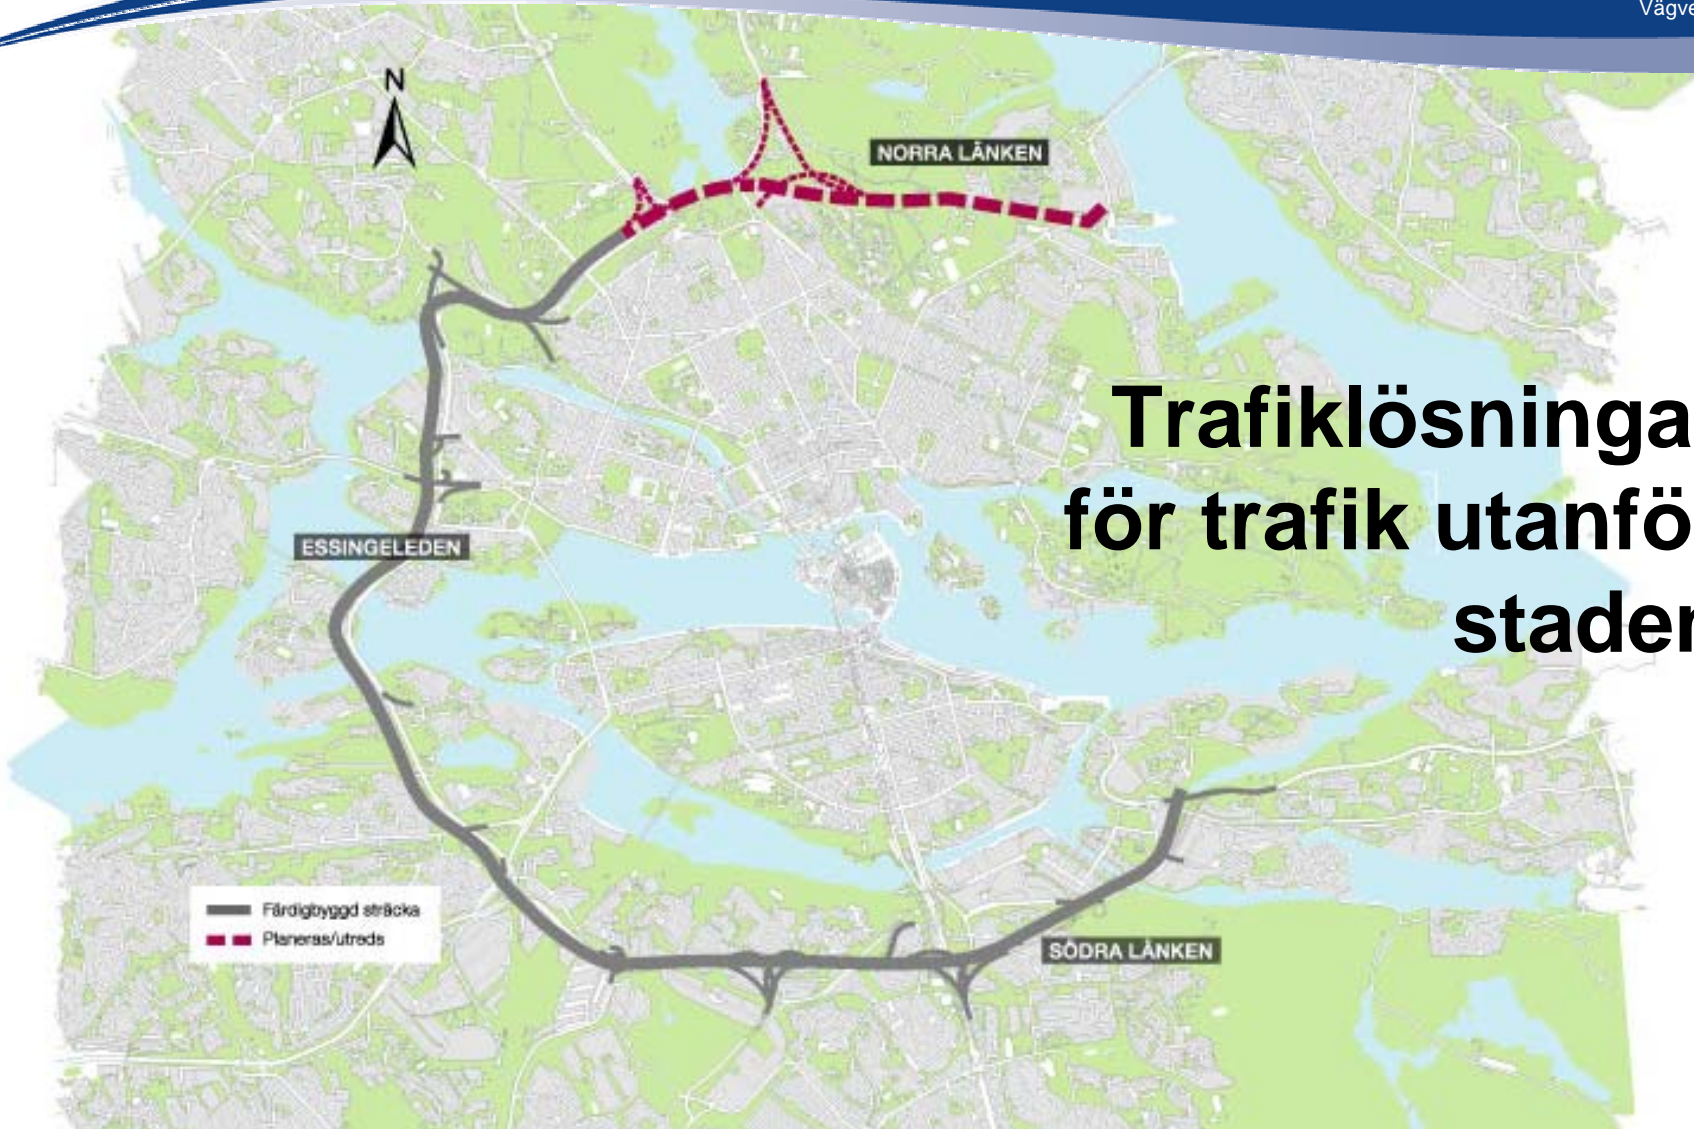 Vägve
N
NORRA LÄNKEN
Trafiklösninga
för trafik utanfö
staden
ESSINGELEDEN
Färdigbyggd sträcka
Planeras/utreds
SÖDRA LÄNKEN